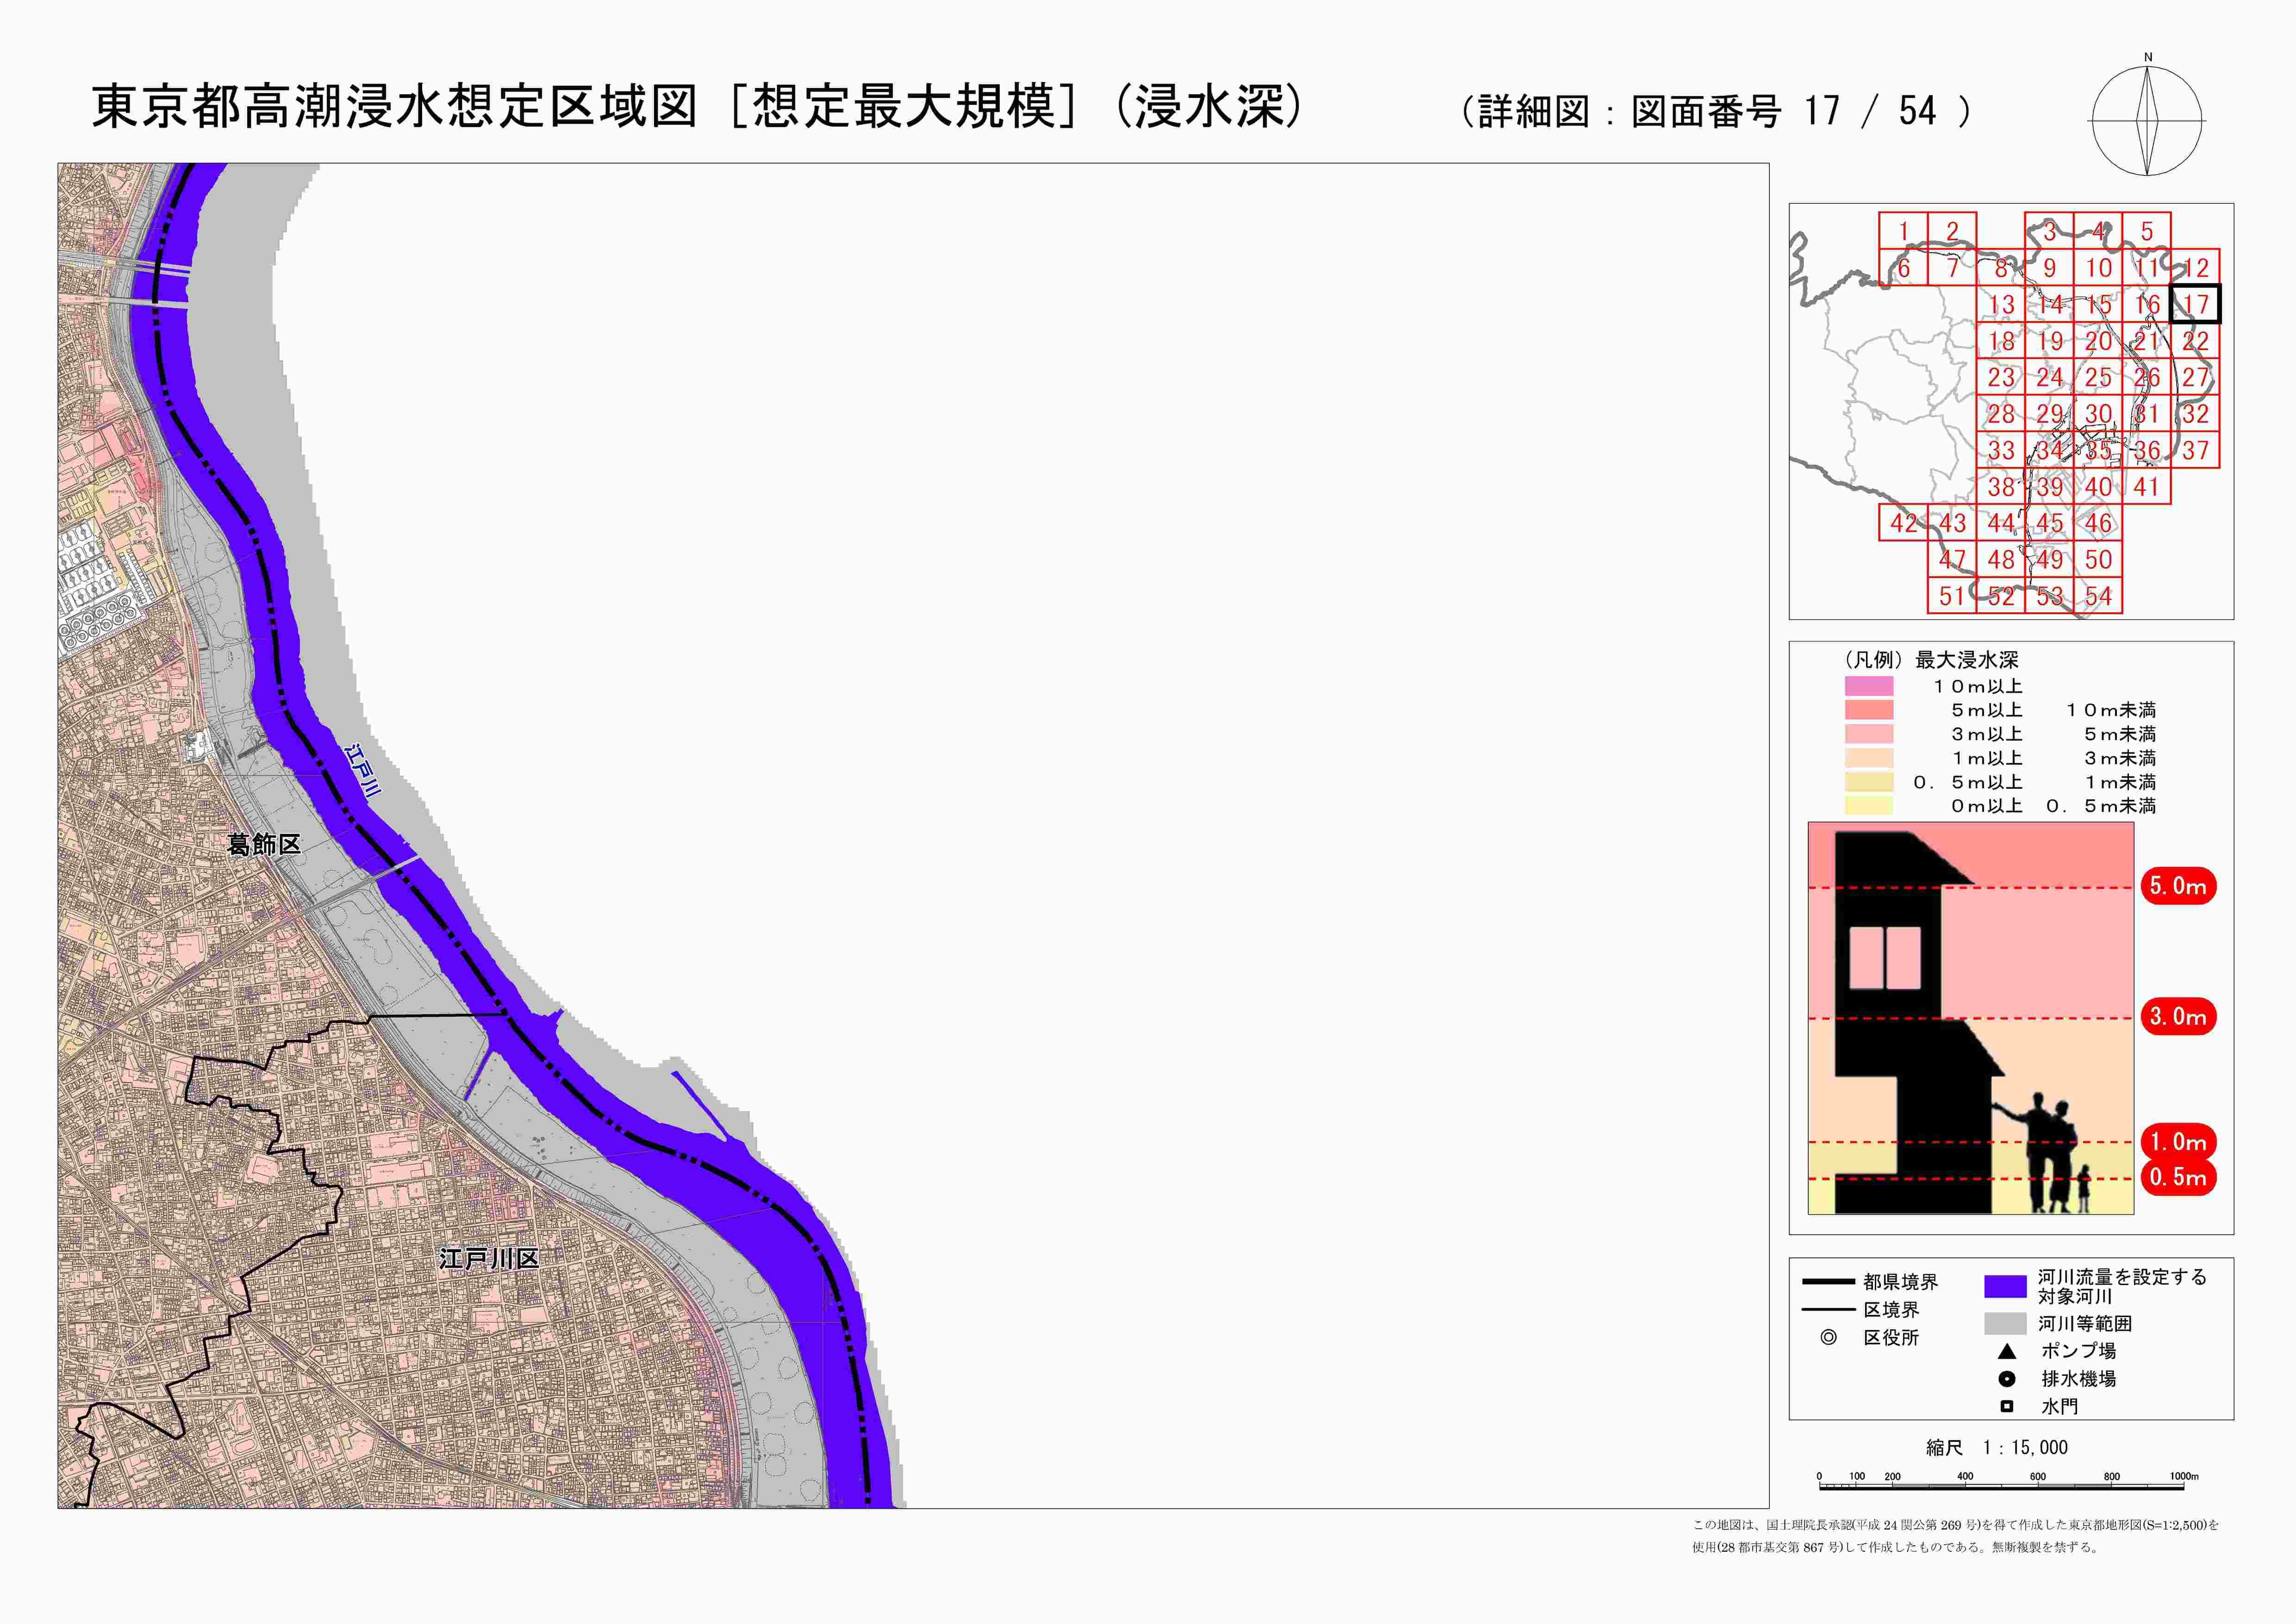 東京都高潮浸水想定区域図［想定最大規模］（浸水深）
（詳細図：図面番号 17 / 54 ）
N
1 2 3 4 5
6 7 8 9 10 11 12
13 14 15 16 17
18 19 20 21 22
23 24 25 26 27
28 29 30 31 32
33 34 35 36 37
38 39 40 41
42 43 44 45 46
47 48 49 50
51 52 53 54
江戸川
葛飾区
江戸川区
（凡例）最大浸水深
１０ｍ以上
５ｍ以上 １０ｍ未満
３ｍ以上 ５ｍ未満
１ｍ以上 ３ｍ未満
０．５ｍ以上 １ｍ未満
０ｍ以上 ０．５ｍ未満
5.0m
3.0m
1.0m
0.5m
都県境界
区境界
区役所
河川流量を設定する
対象河川
河川等範囲
ポンプ場
排水機場
水門
縮尺 1：15,000
0 100 200 400 600 800 1000m
この地図は、国土理院長承認(平成 24 関公第 269 号)を得て作成した東京都地形図(S=1:2,500)を
使用(28 都市基交第 867 号)して作成したものである。無断複製を禁ずる。